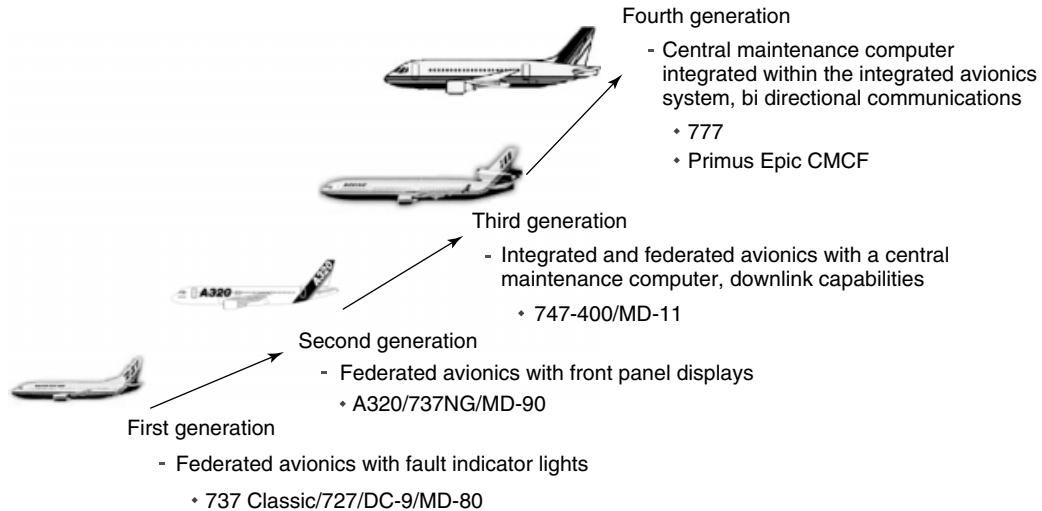 Fourth generation
- Central maintenance computer
integrated within the integrated avionics
system, bi directional communications
• 777
• Primus Epic CMCF
Third generation
- Integrated and federated avionics with a central
maintenance computer, downlink capabilities
• 747-400/MD-11
A320
A320
Second generation
- Federated avionics with front panel displays
• A320/737NG/MD-90
First generation
- Federated avionics with fault indicator lights
• 737 Classic/727/DC-9/MD-80